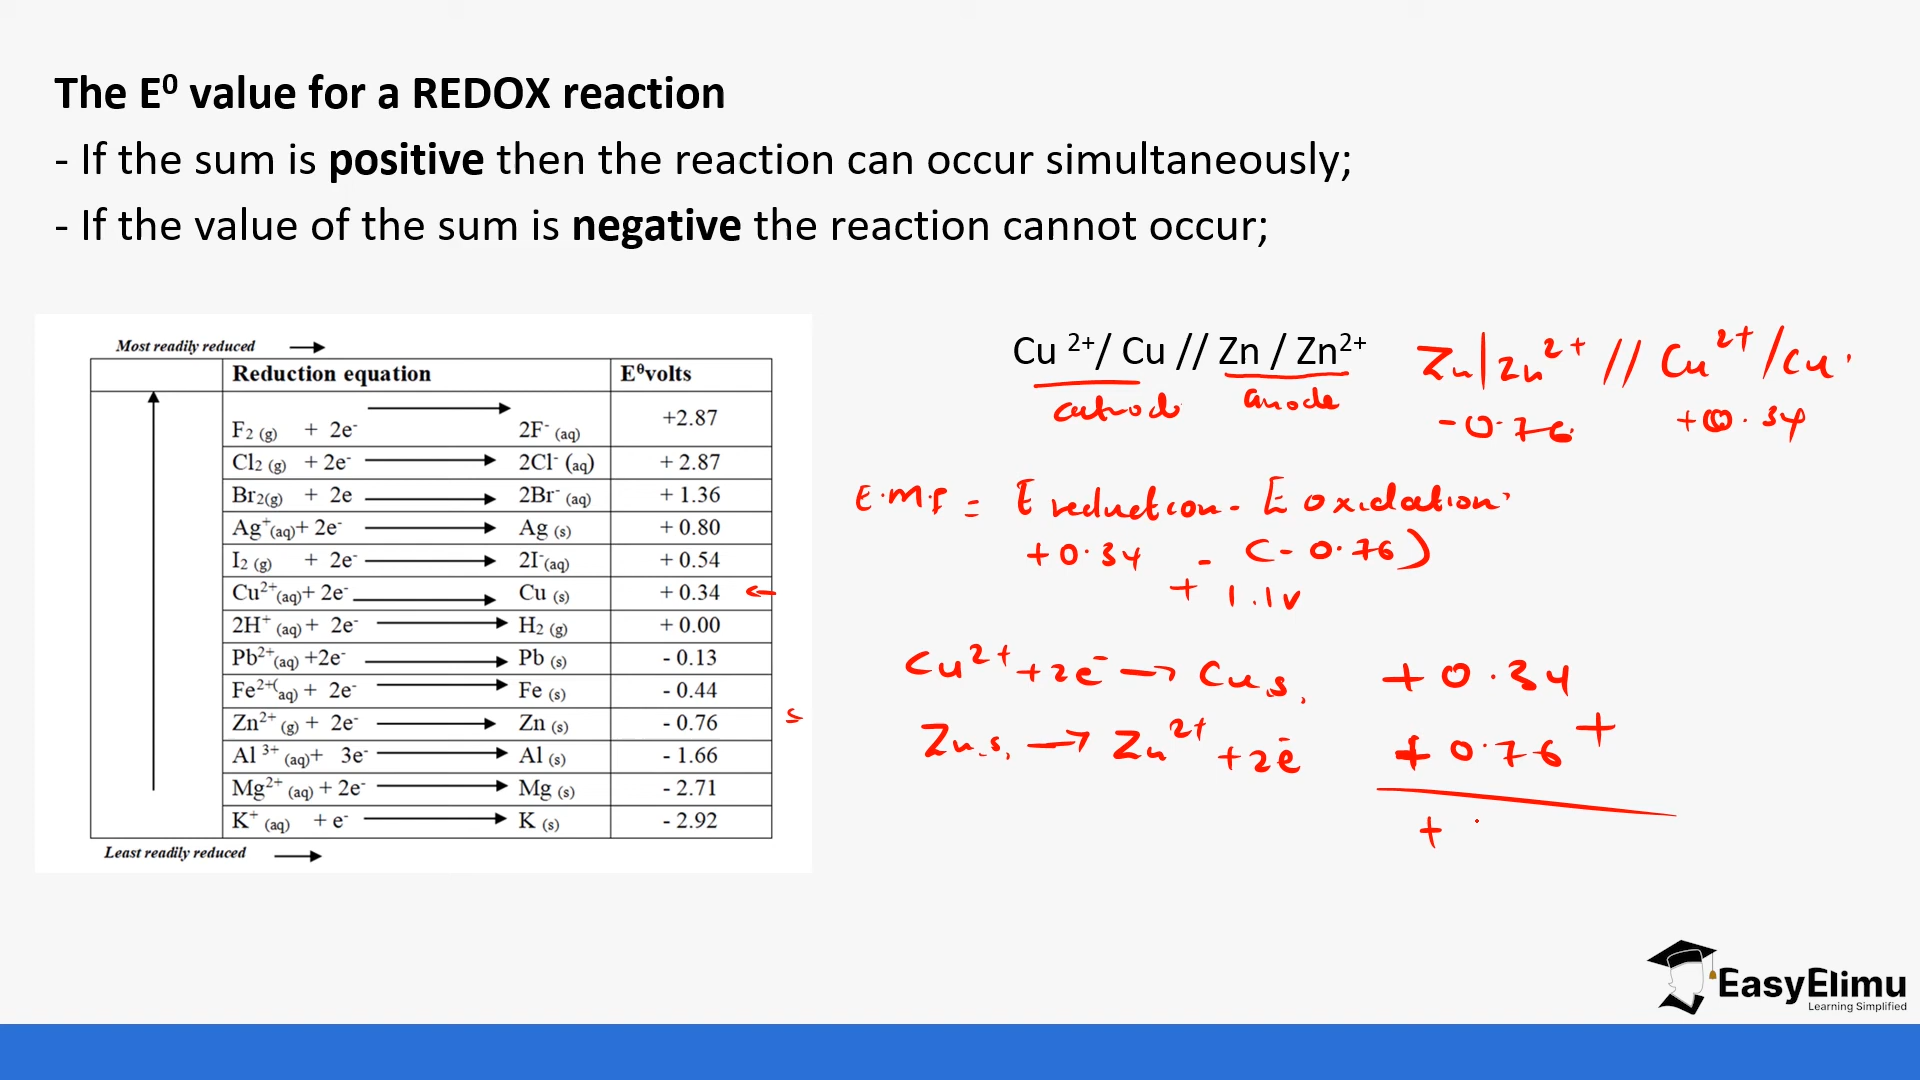 The E⁰ value for a REDOX reaction
- If the sum is positive then the reaction can occur simultaneously;
- If the value of the sum is negative the reaction cannot occur;
Most readily reduced ⟶
Reduction equation E^θvolts
F₂ (g) + 2e⁻ ⟶ 2F⁻ (aq) +2.87
Cl₂ (g) + 2e⁻ ⟶ 2Cl⁻ (aq) + 2.87
Br₂(g) + 2e ⟶ 2Br⁻ (aq) + 1.36
Ag⁺(aq)+ 2e⁻ ⟶ Ag (s) + 0.80
I₂ (g) + 2e⁻ ⟶ 2I⁻(aq) + 0.54
Cu²⁺(aq)+ 2e⁻ ⟶ Cu (s) + 0.34 ←
2H⁺ (aq) + 2e⁻ ⟶ H₂ (g) + 0.00
Pb²⁺(aq) +2e⁻ ⟶ Pb (s) - 0.13
Fe²⁺(aq) + 2e⁻ ⟶ Fe (s) - 0.44
Zn²⁺ (g) + 2e⁻ ⟶ Zn (s) - 0.76
Al ³⁺ (aq)+ 3e⁻ ⟶ Al (s) - 1.66
Mg²⁺ (aq) + 2e⁻ ⟶ Mg (s) - 2.71
K⁺ (aq) + e⁻ ⟶ K (s) - 2.92
Least readily reduced ⟶
Cu ²⁺/ Cu // Zn / Zn²⁺
anode
Zn|Zn²⁺ // Cu²⁺/Cu
-0.76 +0.34
E.M.f = E reduction - E oxidation
+0.34 - (-0.76)
+ 1.1v
Cu²⁺ + 2e⁻ → Cu s +0.34
Zn s → Zn²⁺ + 2e⁻ +0.76 +
+
EasyElimu
Learning Simplified